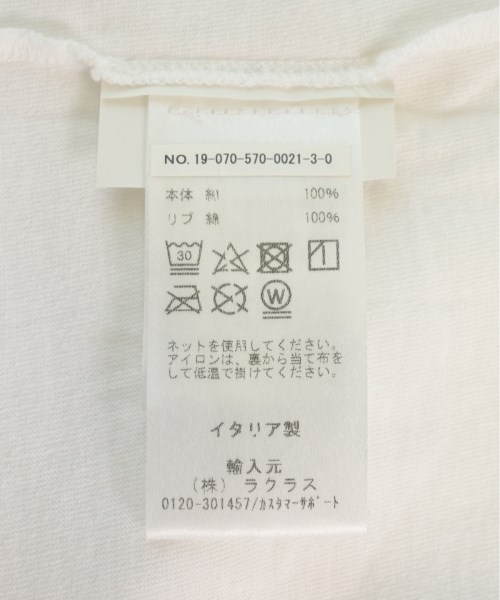 NO. 19-070-570-0021-3-0
本体 綿 100%
リブ 綿 100%
30
W
ネットを使用してください。
アイロンは、裏から当て布を
して低温で掛けてください。
イタリア製
輸入元
(株) ラクラス
0120-301457/カスタマーサポート